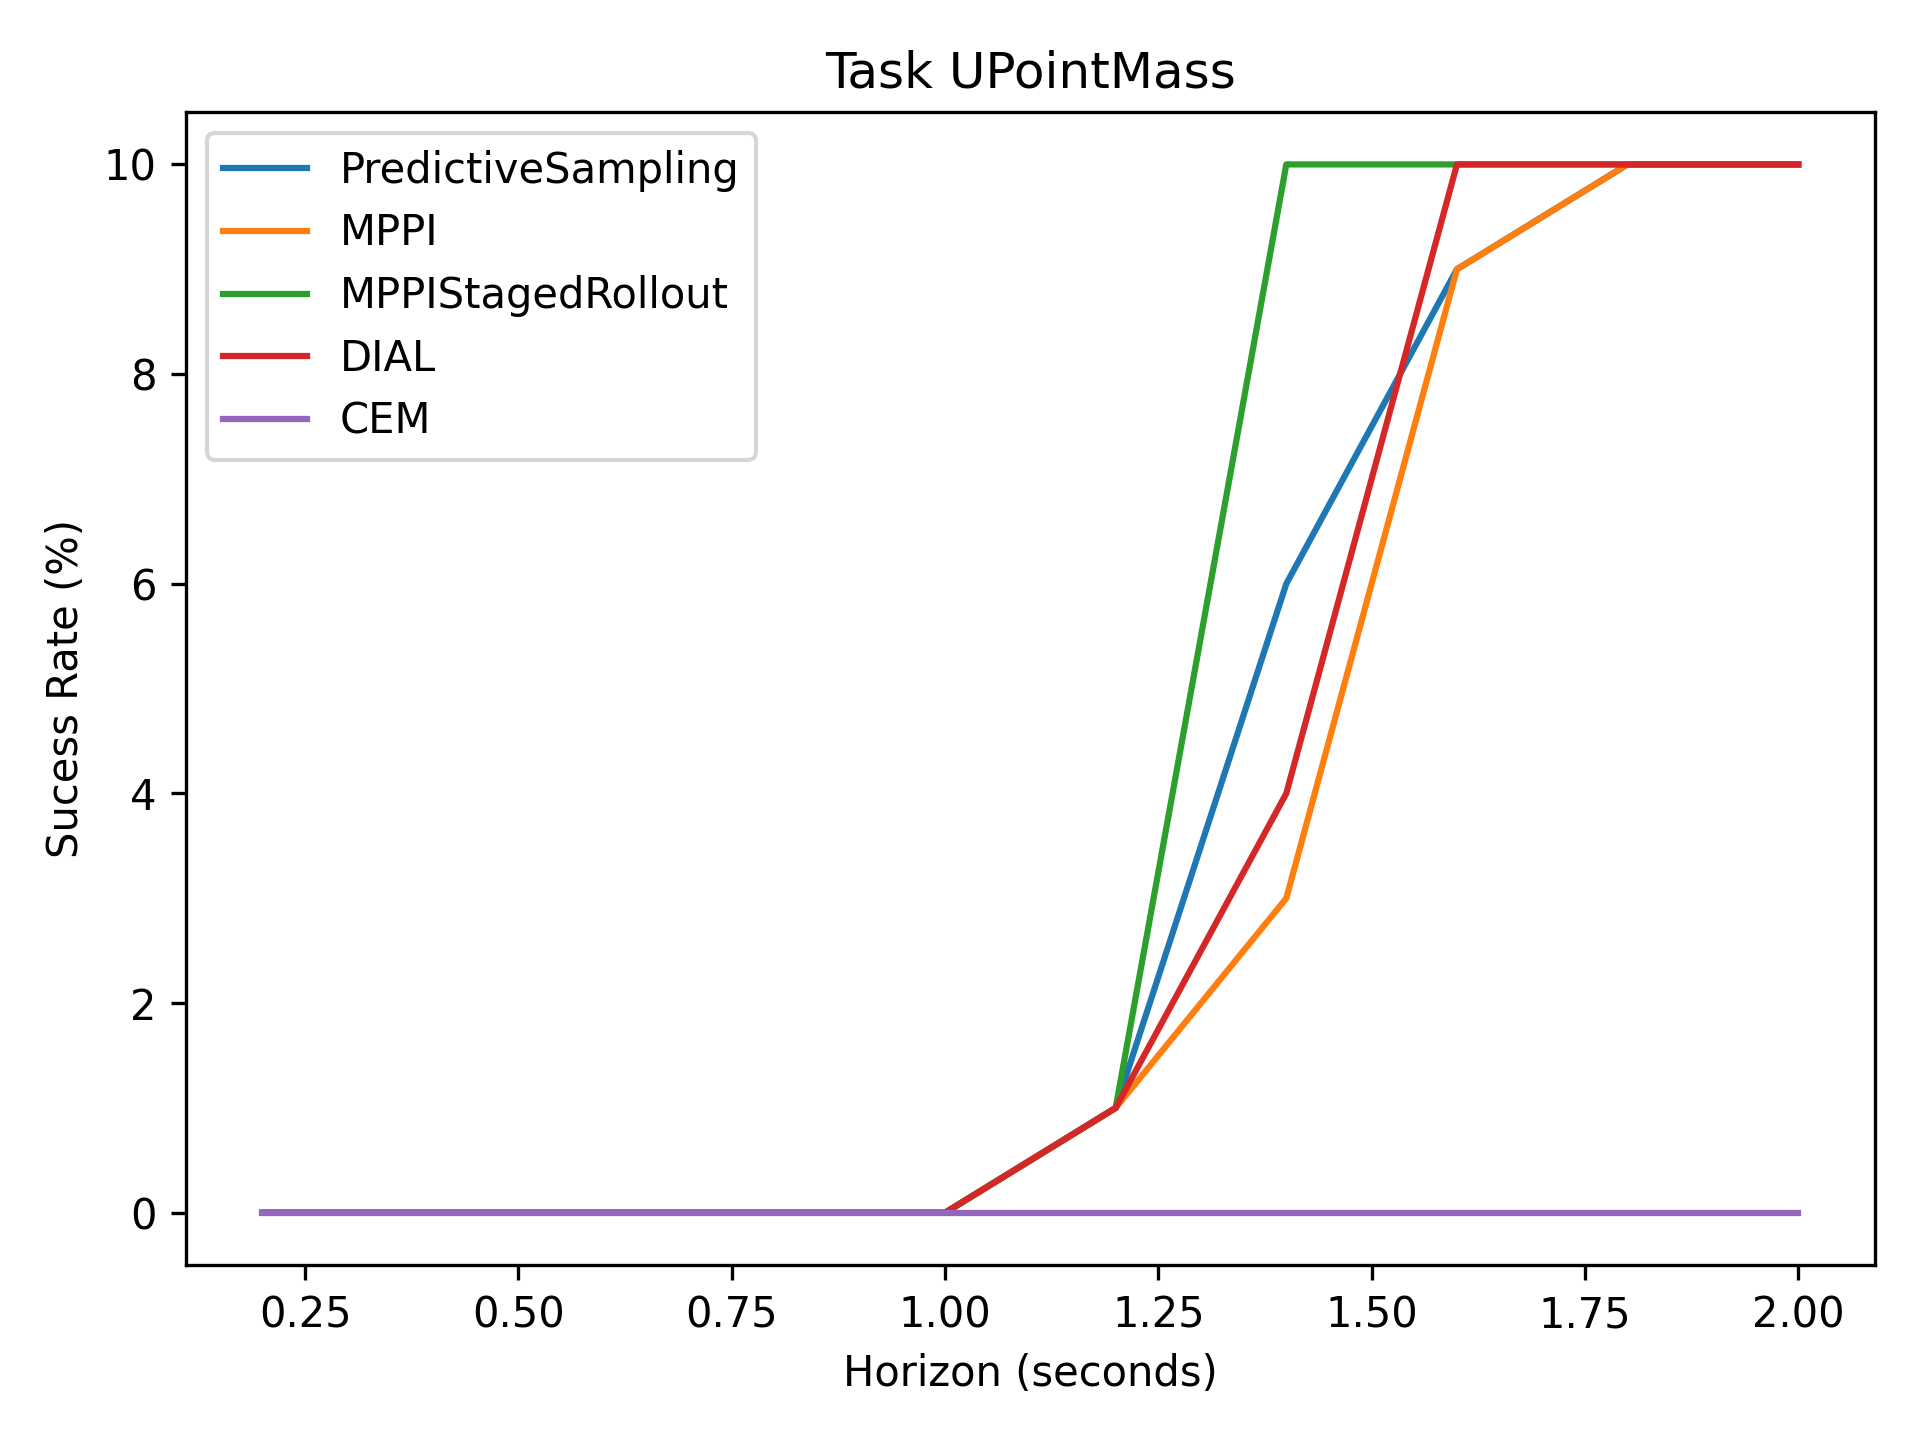 Task UPointMass
PredictiveSampling
MPPI
MPPIStagedRollout
DIAL
CEM
Sucess Rate (%)
10
8
6
4
2
0
0.25 0.50 0.75 1.00 1.25 1.50 1.75 2.00
Horizon (seconds)